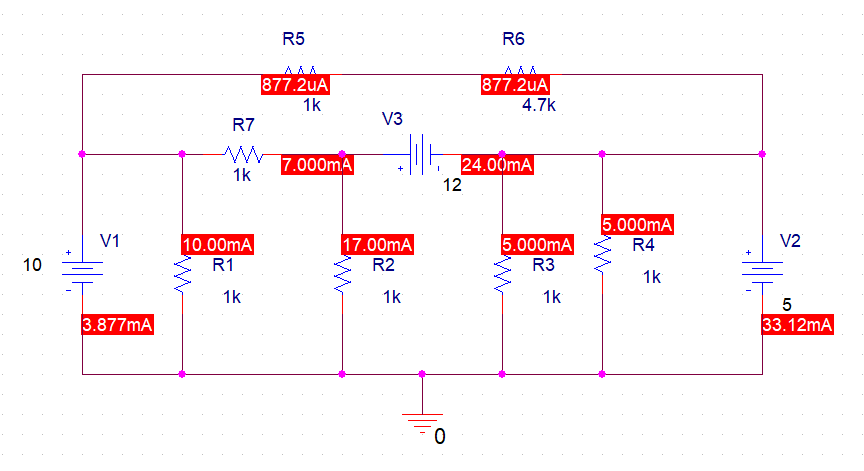 R5
R6
877.2uA
877.2uA
1k
4.7k
R7
V3
7.000mA
24.00mA
1k
12
+
-
V1
10.00mA
17.00mA
5.000mA
5.000mA
V2
10
+
-
R1
R2
R3
R4
+
-
1k
1k
1k
1k
5
3.877mA
33.12mA
0